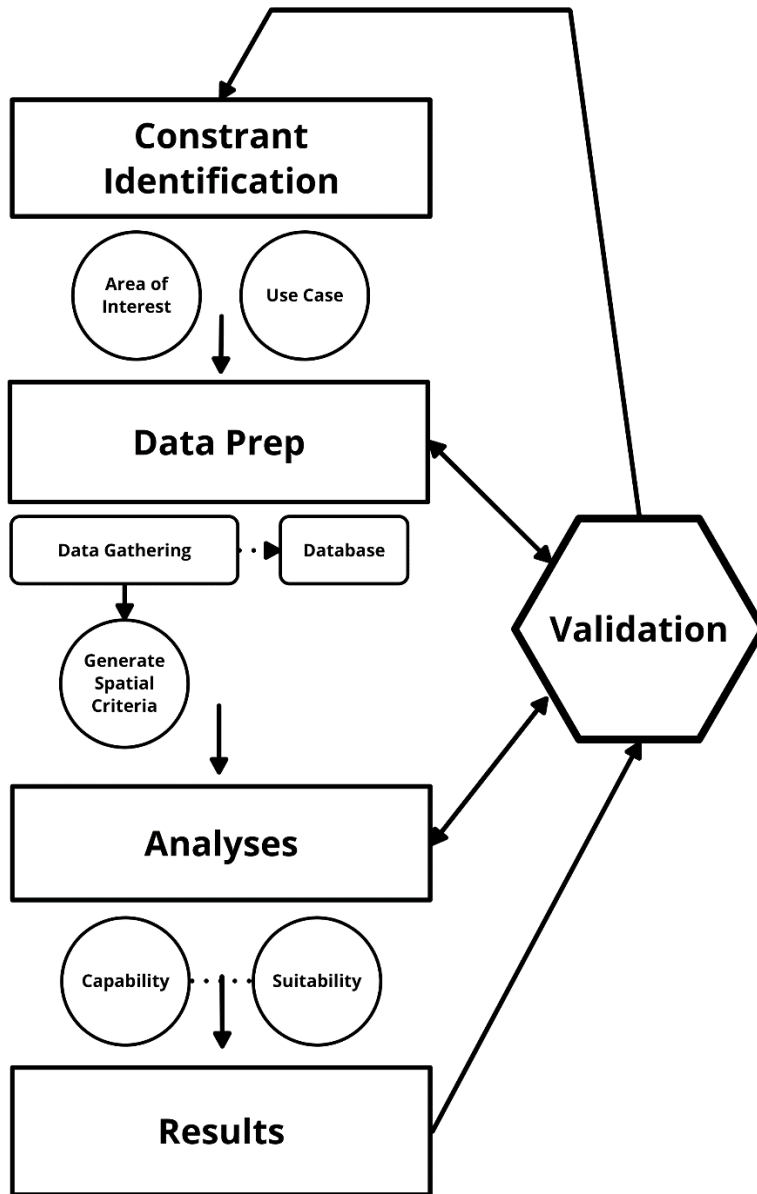 Constrant
Identification
Area of
Interest
Use Case
Data Prep
Data Gathering
Database
Validation
Generate
Spatial
Criteria
Analyses
Capability
Suitability
Results